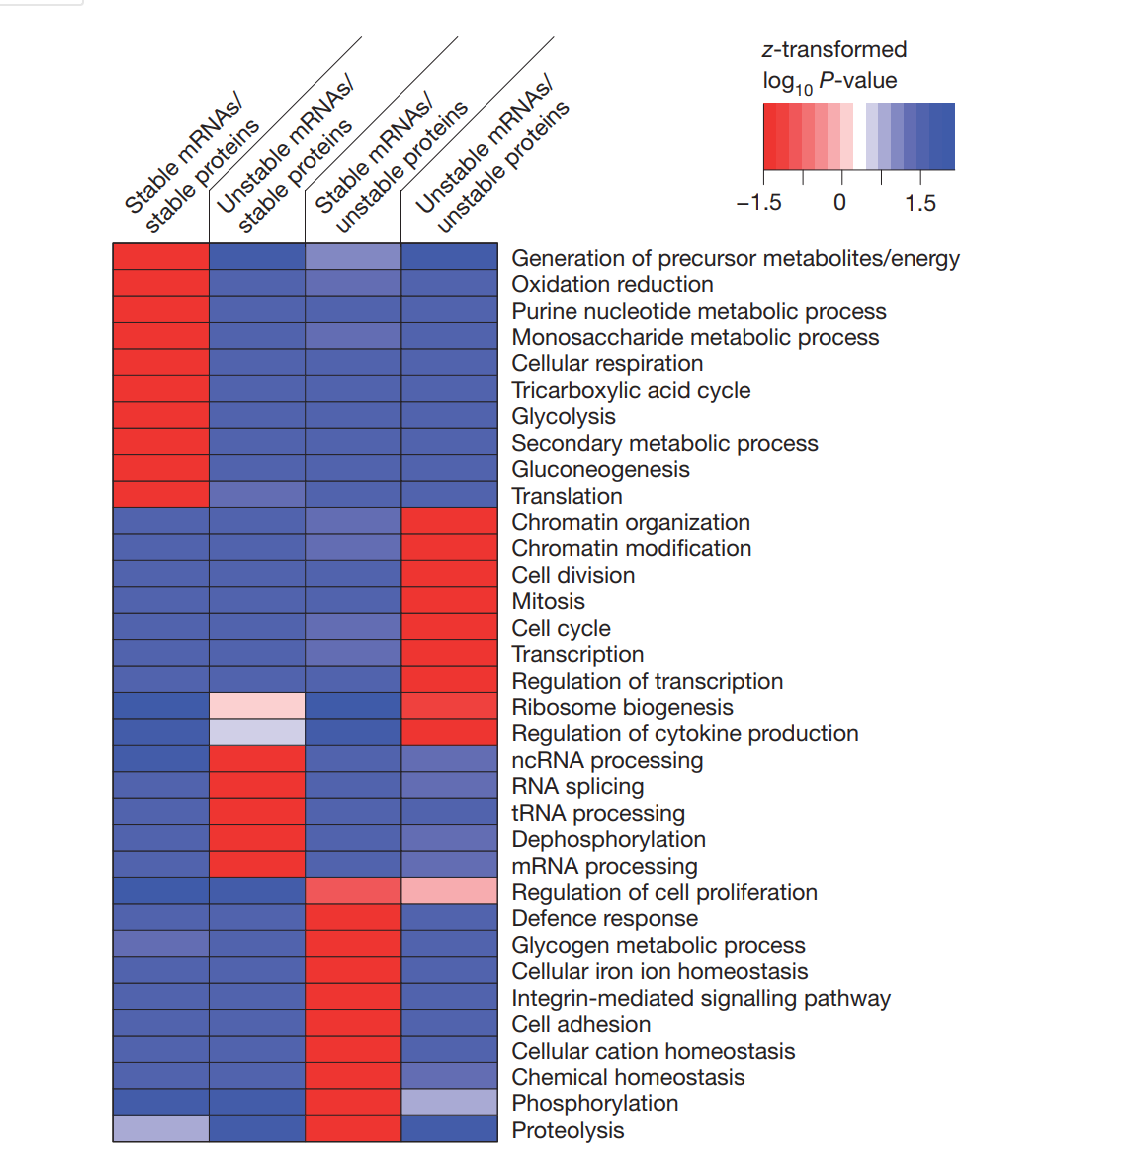 z-transformed
log10 P-value
−1.5 0 1.5
Stable mRNAs/
stable proteins
Unstable mRNAs/
stable proteins
Stable mRNAs/
unstable proteins
Unstable mRNAs/
unstable proteins
Generation of precursor metabolites/energy
Oxidation reduction
Purine nucleotide metabolic process
Monosaccharide metabolic process
Cellular respiration
Tricarboxylic acid cycle
Glycolysis
Secondary metabolic process
Gluconeogenesis
Translation
Chromatin organization
Chromatin modification
Cell division
Mitosis
Cell cycle
Transcription
Regulation of transcription
Ribosome biogenesis
Regulation of cytokine production
ncRNA processing
RNA splicing
tRNA processing
Dephosphorylation
mRNA processing
Regulation of cell proliferation
Defence response
Glycogen metabolic process
Cellular iron ion homeostasis
Integrin-mediated signalling pathway
Cell adhesion
Cellular cation homeostasis
Chemical homeostasis
Phosphorylation
Proteolysis